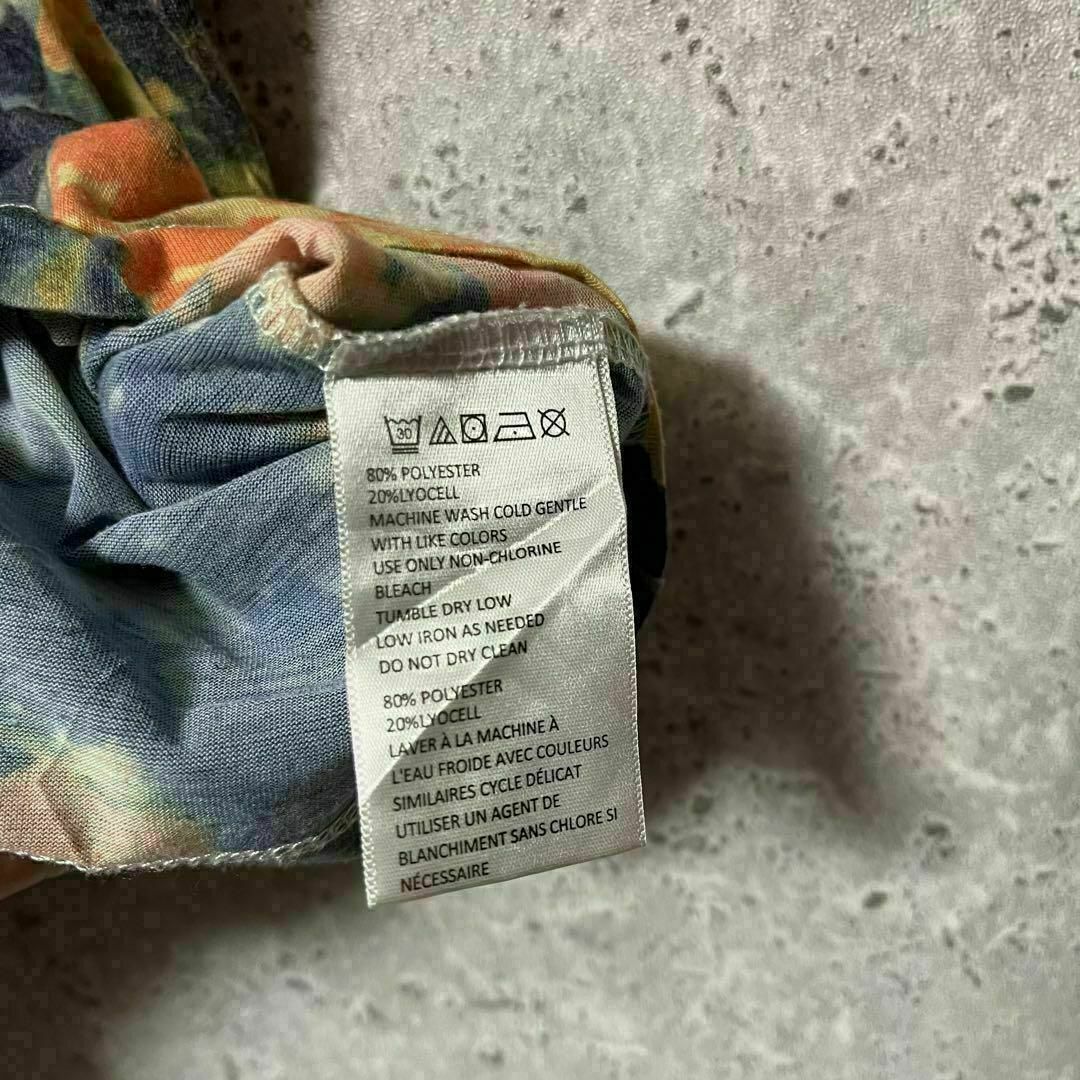 30
80% POLYESTER
20%LYOCELL
MACHINE WASH COLD GENTLE
WITH LIKE COLORS
USE ONLY NON-CHLORINE
BLEACH
TUMBLE DRY LOW
LOW IRON AS NEEDED
DO NOT DRY CLEAN
80% POLYESTER
20%LYOCELL
LAVER À LA MACHINE À
L'EAU FROIDE AVEC COULEURS
SIMILAIRES CYCLE DÉLICAT
UTILISER UN AGENT DE
BLANCHIMENT SANS CHLORE SI
NÉCESSAIRE